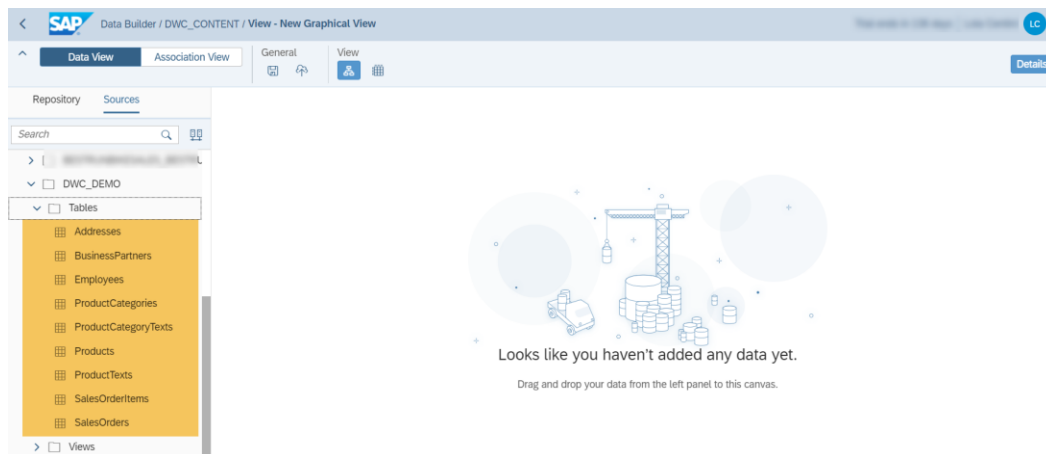 SAP Data Builder / DWC_CONTENT / View - New Graphical View
LC
Data View Association View
General
View
Details
Repository Sources
Search
DWC_DEMO
Tables
Addresses
BusinessPartners
Employees
ProductCategories
ProductCategoryTexts
Products
ProductTexts
SalesOrderItems
SalesOrders
Views
Looks like you haven't added any data yet.
Drag and drop your data from the left panel to this canvas.